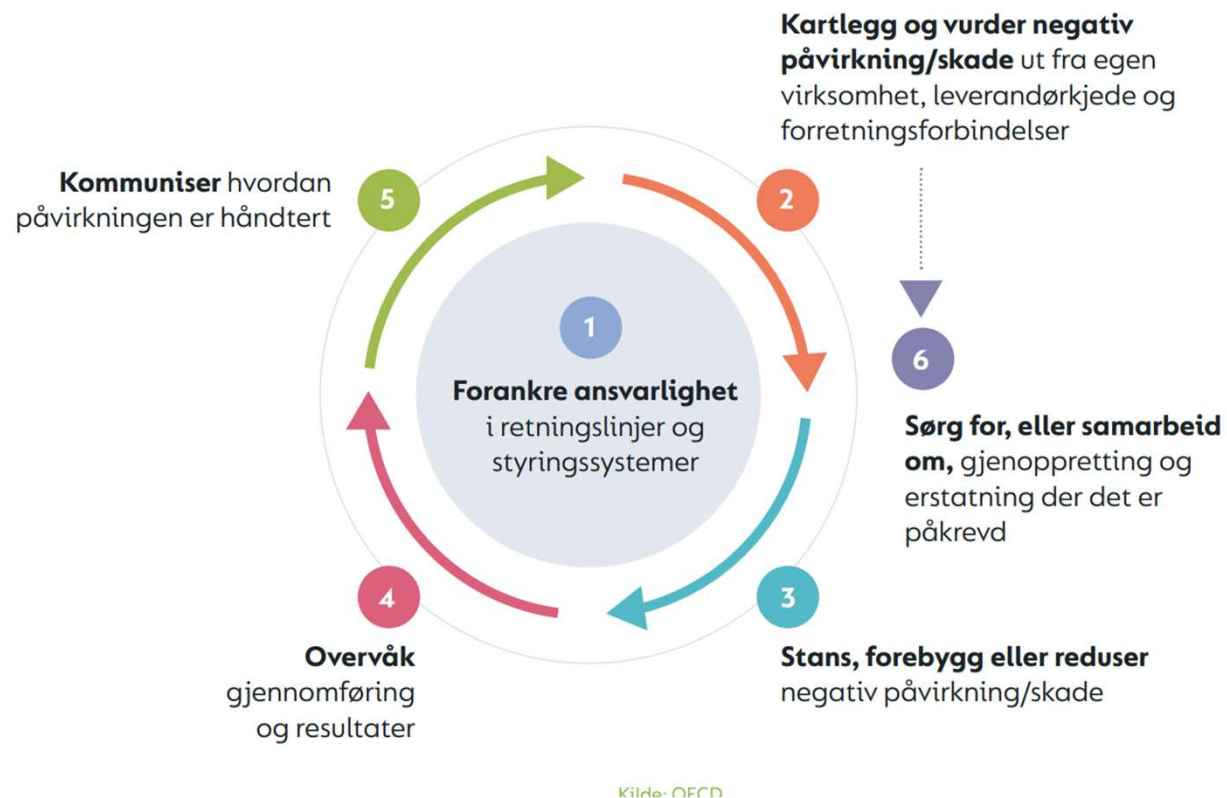 1
Forankre ansvarlighet
i retningslinjer og
styringssystemer
2
Kartlegg og vurder negativ
påvirkning/skade ut fra egen
virksomhet, leverandørkjede og
forretningsforbindelser
3
Stans, forebygg eller reduser
negativ påvirkning/skade
4
Overvåk
gjennomføring
og resultater
5
Kommuniser hvordan
påvirkningen er håndtert
6
Sørg for, eller samarbeid
om, gjenoppretting og
erstatning der det er
påkrevd
Kilde: OECD